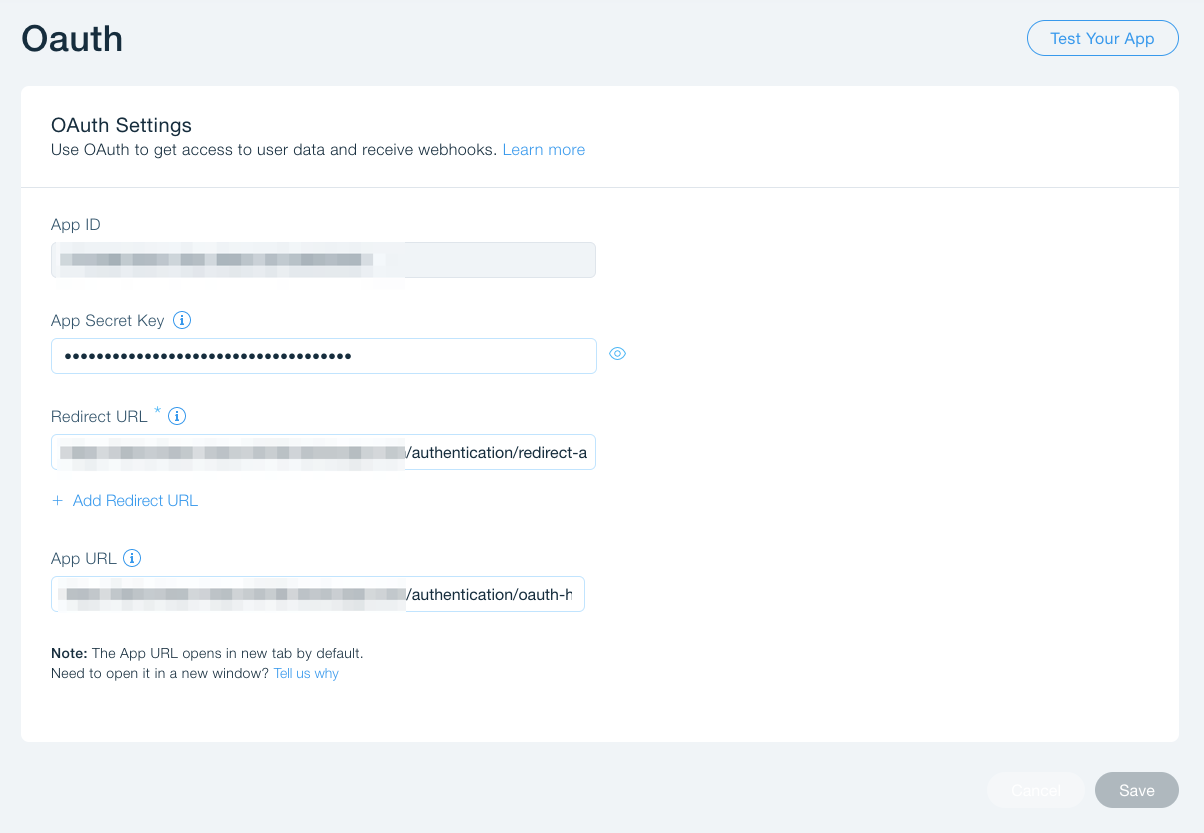 Oauth
Test Your App
OAuth Settings
Use OAuth to get access to user data and receive webhooks. Learn more
App ID
App Secret Key
•••••••••••••••••••••••••••••••••••••
Redirect URL *
/authentication/redirect-a
+ Add Redirect URL
App URL
/authentication/oauth-h
Note: The App URL opens in new tab by default.
Need to open it in a new window? Tell us why
Cancel
Save